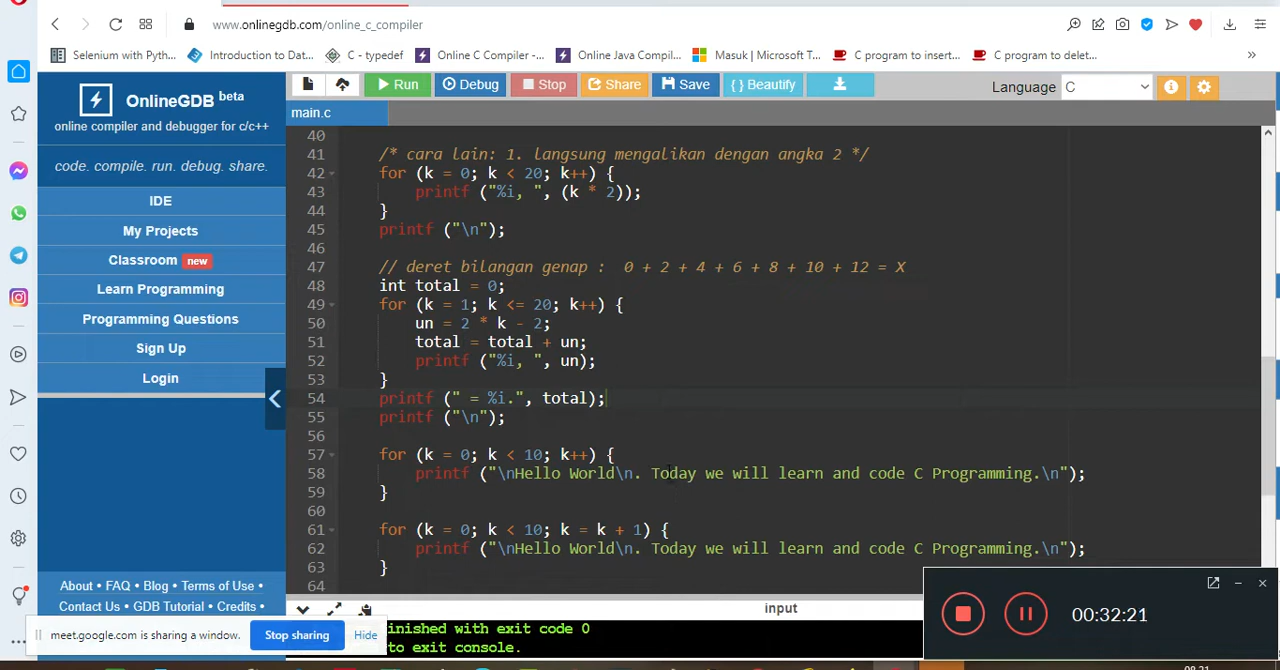 www.onlinegdb.com/online_c_compiler
Selenium with Pyth... Introduction to Dat... C - typedef Online C Compiler -... Online Java Compil... Masuk | Microsoft T... C program to insert... C program to delet... »
OnlineGDB beta
online compiler and debugger for c/c++
code. compile. run. debug. share.
IDE
My Projects
Classroom new
Learn Programming
Programming Questions
Sign Up
Login
About • FAQ • Blog • Terms of Use •
Contact Us • GDB Tutorial • Credits •
Run Debug Stop Share Save { } Beautify Language C
main.c
40
41 /* cara lain: 1. langsung mengalikan dengan angka 2 */
42 for (k = 0; k < 20; k++) {
43 printf ("%i, ", (k * 2));
44 }
45 printf ("\n");
46
47 // deret bilangan genap : 0 + 2 + 4 + 6 + 8 + 10 + 12 = X
48 int total = 0;
49 for (k = 1; k <= 20; k++) {
50 un = 2 * k - 2;
51 total = total + un;
52 printf ("%i, ", un);
53 }
54 printf (" = %i.", total);
55 printf ("\n");
56
57 for (k = 0; k < 10; k++) {
58 printf ("\nHello World\n. Today we will learn and code C Programming.\n");
59 }
60
61 for (k = 0; k < 10; k = k + 1) {
62 printf ("\nHello World\n. Today we will learn and code C Programming.\n");
63 }
64
input
inished with exit code 0
to exit console.
meet.google.com is sharing a window. Stop sharing Hide
00:32:21